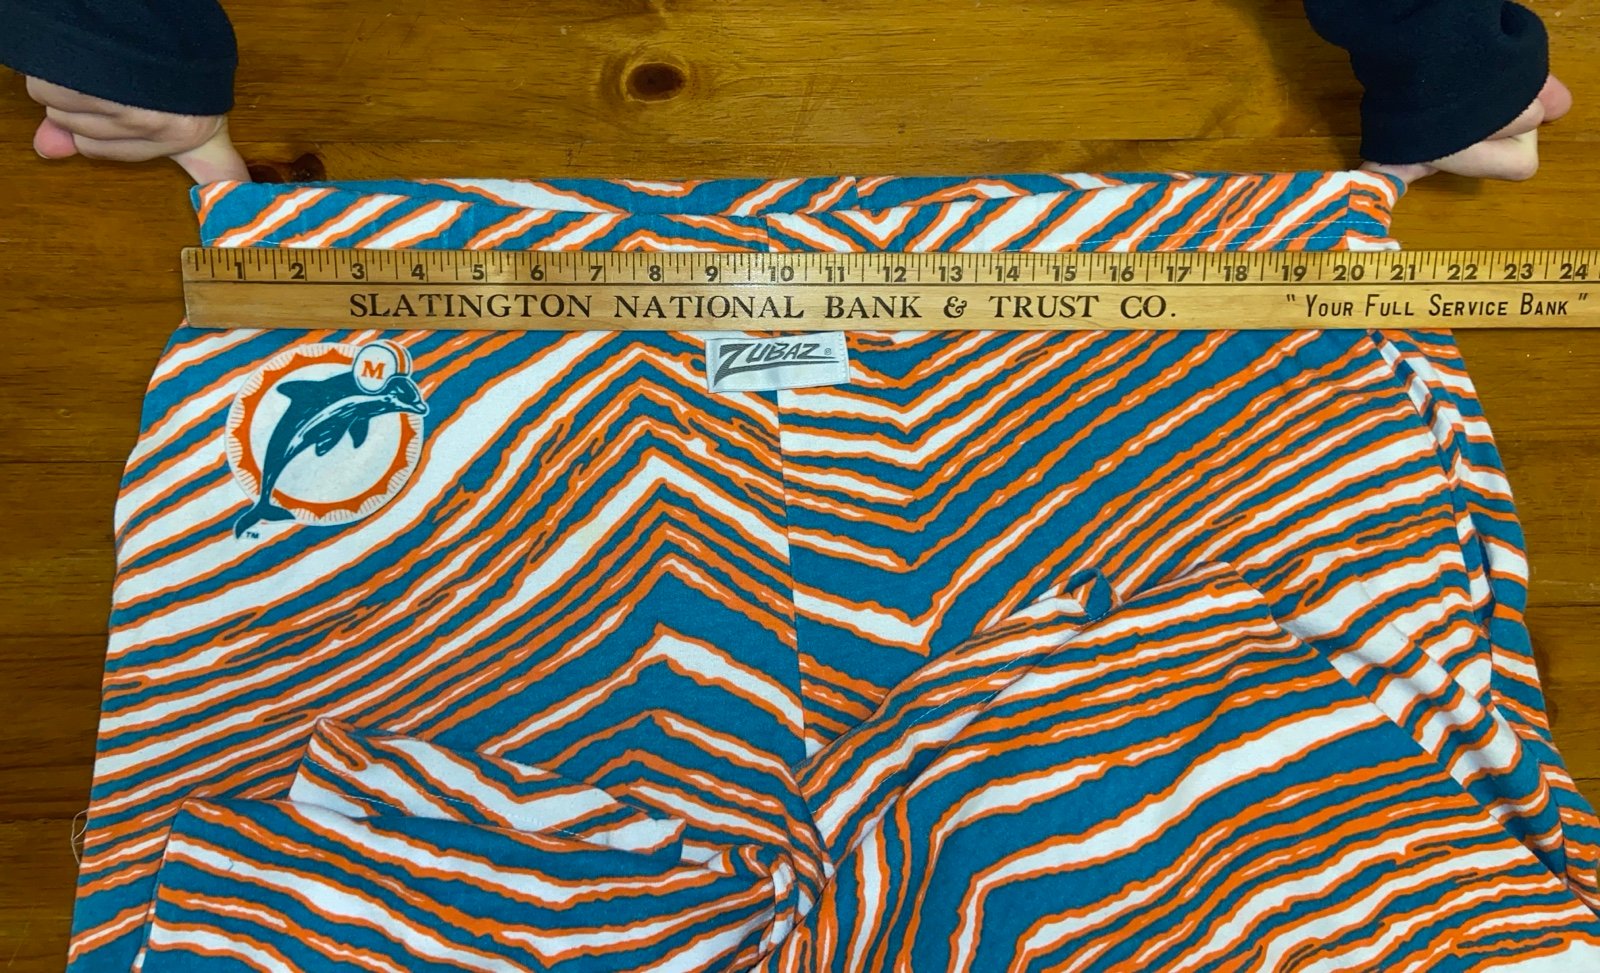 1 2 3 4 5 6 7 8 9 10 11 12 13 14 15 16 17 18 19 20 21 22 23 24
SLATINGTON NATIONAL BANK & TRUST CO. "YOUR FULL SERVICE BANK"
ZUBAZ®
M
TM